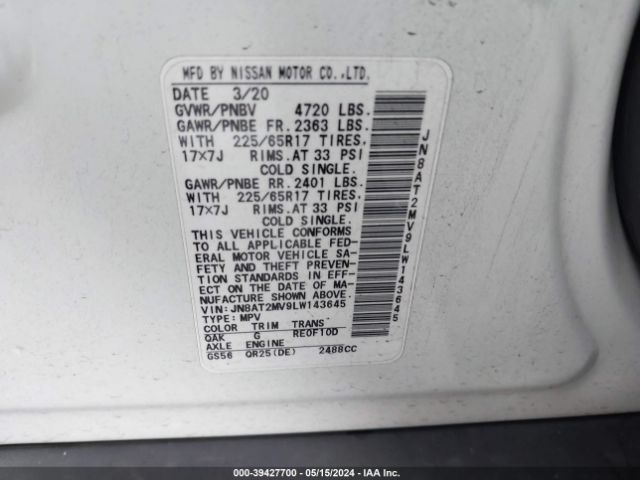 MFD BY NISSAN MOTOR CO.,LTD.
DATE 3/20
GVWR/PNBV 4720 LBS.
GAWR/PNBE FR. 2363 LBS.
WITH 225/65R17 TIRES,
17×7J RIMS,AT 33 PSI
COLD SINGLE.
GAWR/PNBE RR. 2401 LBS.
WITH 225/65R17 TIRES,
17×7J RIMS,AT 33 PSI
COLD SINGLE.
THIS VEHICLE CONFORMS
TO ALL APPLICABLE FED-
ERAL MOTOR VEHICLE SA-
FETY AND THEFT PREVEN-
TION STANDARDS IN EFF-
ECT ON THE DATE OF MA-
NUFACTURE SHOWN ABOVE.
VIN: JN8AT2MV9LW143645
TYPE: MPV
COLOR TRIM TRANS
QAK G RE0F10D
AXLE ENGINE
GS56 QR25(DE) 2488CC
JN8AT2MV9LW143645
000-39427700 - 05/15/2024 - IAA Inc.